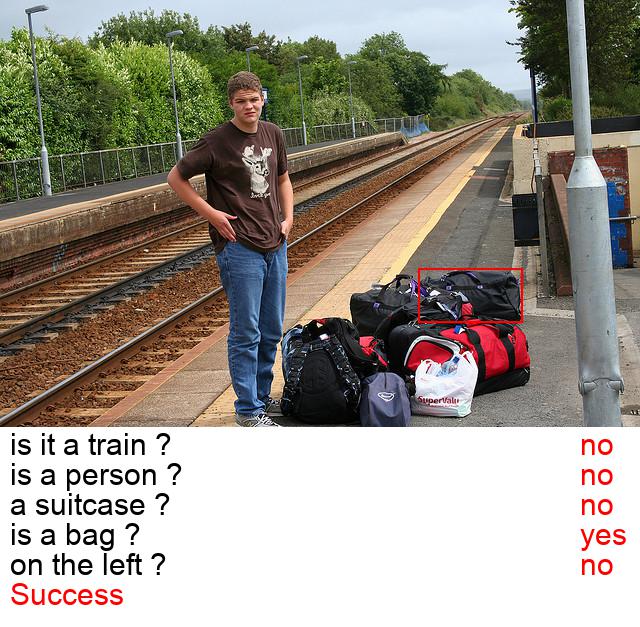 SuperValu
is it a train ? no
is a person ? no
a suitcase ? no
is a bag ? yes
on the left ? no
Success